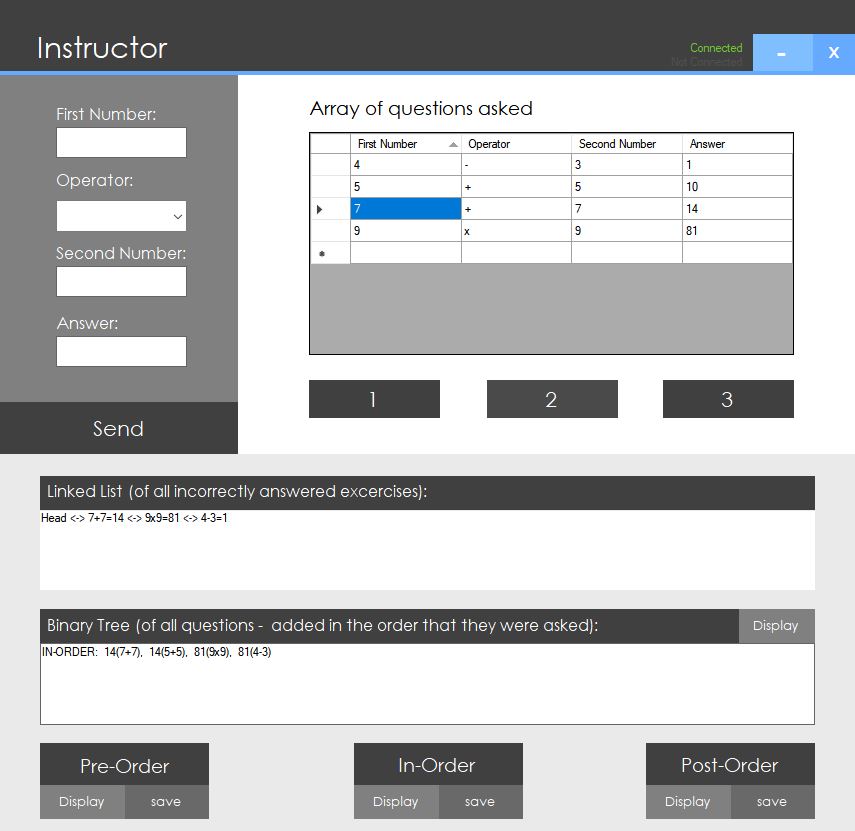 Instructor
Connected
Not Connected
- X
First Number:
Operator:
Second Number:
Answer:
Send
Array of questions asked
First Number Operator Second Number Answer
4 - 3 1
5 + 5 10
7 + 7 14
9 x 9 81
1 2 3
Linked List (of all incorrectly answered excercises):
Head <-> 7+7=14 <-> 9x9=81 <-> 4-3=1
Binary Tree (of all questions - added in the order that they were asked): Display
IN-ORDER: 14(7+7), 14(5+5), 81(9x9), 81(4-3)
Pre-Order In-Order Post-Order
Display save Display save Display save